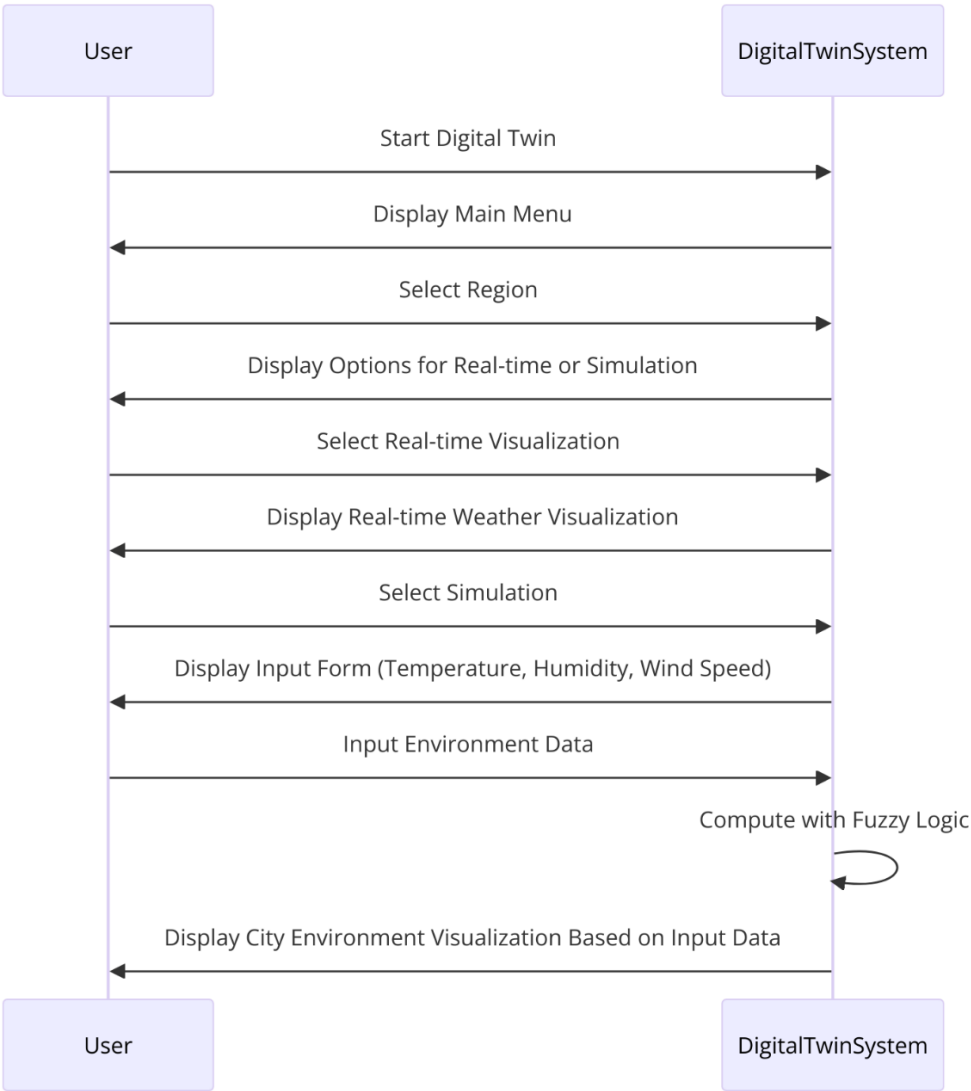 User
DigitalTwinSystem
Start Digital Twin
Display Main Menu
Select Region
Display Options for Real-time or Simulation
Select Real-time Visualization
Display Real-time Weather Visualization
Select Simulation
Display Input Form (Temperature, Humidity, Wind Speed)
Input Environment Data
Compute with Fuzzy Logic
Display City Environment Visualization Based on Input Data
User
DigitalTwinSystem